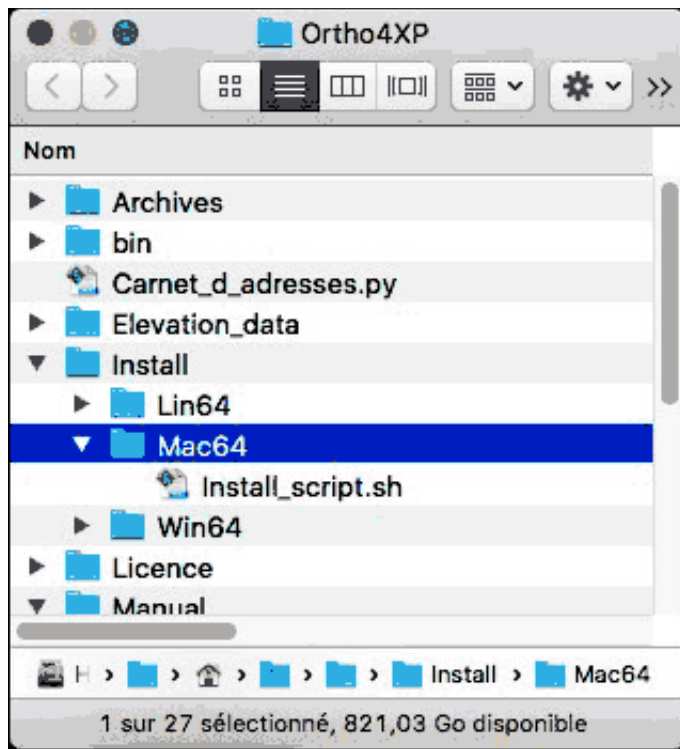 Ortho4XP
Nom
Archives
bin
Carnet_d_adresses.py
Elevation_data
Install
Lin64
Mac64
Install_script.sh
Win64
Licence
Manual
H › › › › › Install › Mac64
1 sur 27 sélectionné, 821,03 Go disponible